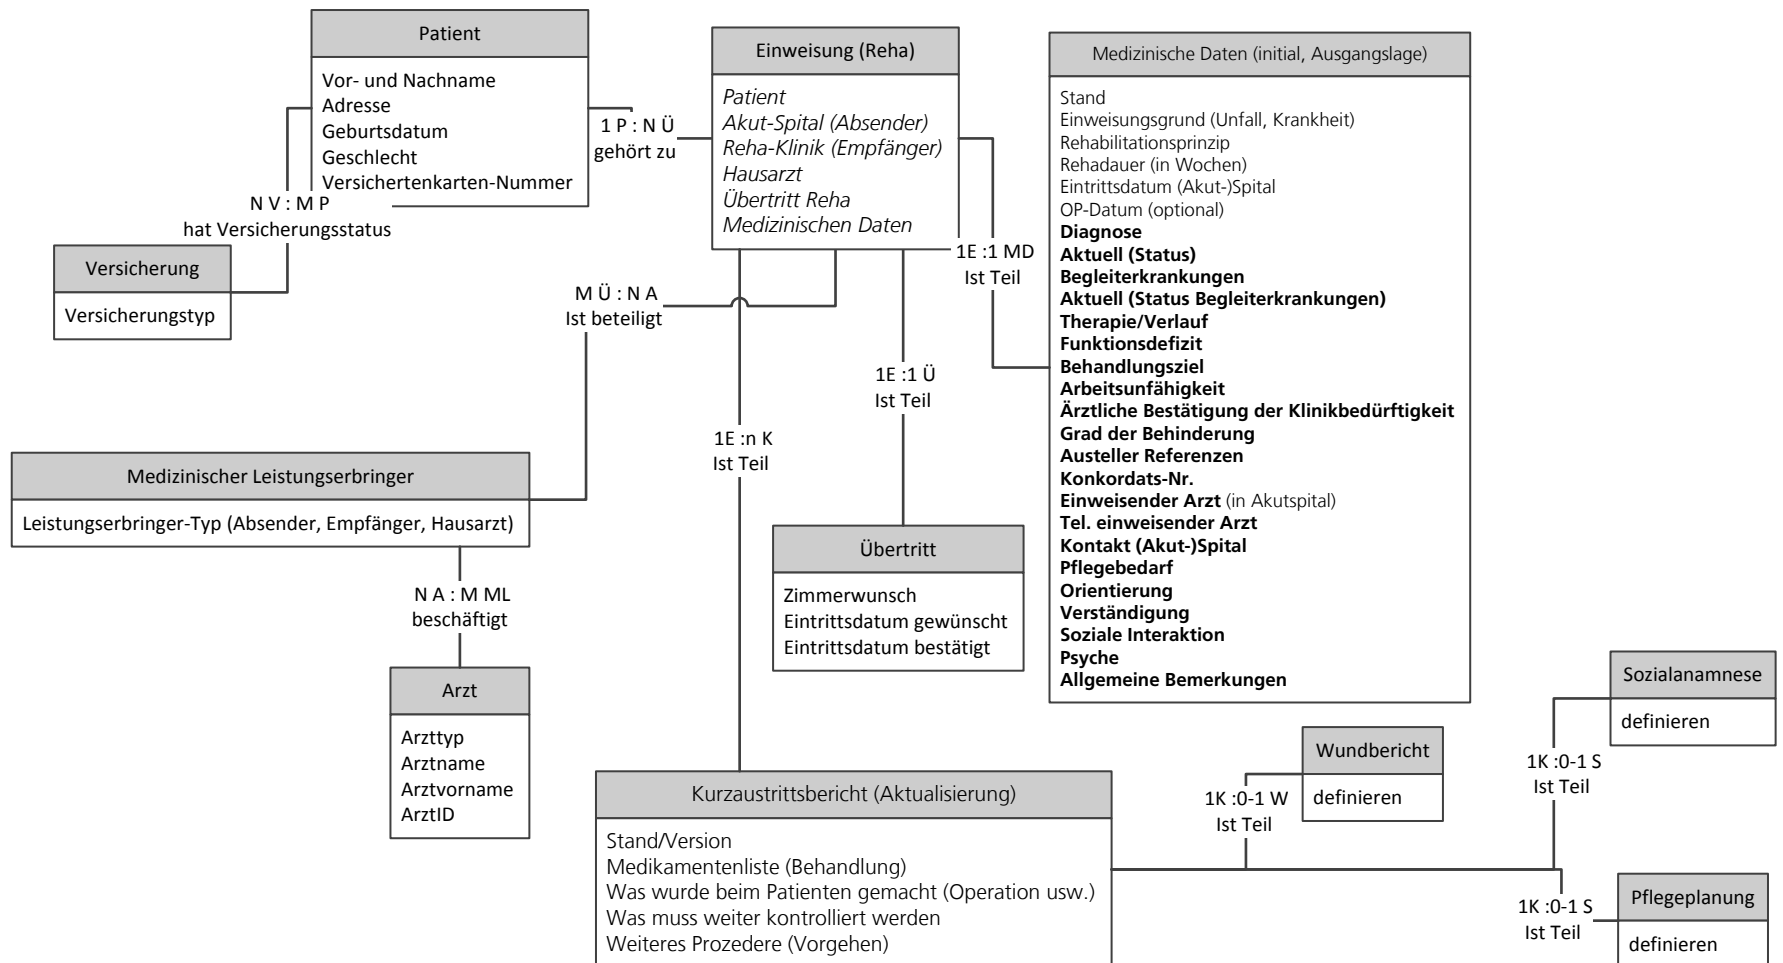 Patient
Vor- und Nachname
Adresse
Geburtsdatum
Geschlecht
Versichertenkarten-Nummer
1 P : N Ü
gehört zu
Einweisung (Reha)
Patient
Akut-Spital (Absender)
Reha-Klinik (Empfänger)
Hausarzt
Übertritt Reha
Medizinischen Daten
Medizinische Daten (initial, Ausgangslage)
Stand
Einweisungsgrund (Unfall, Krankheit)
Rehabilitationsprinzip
Rehadauer (in Wochen)
Eintrittsdatum (Akut-)Spital
OP-Datum (optional)
Diagnose
Aktuell (Status)
Begleiterkrankungen
Aktuell (Status Begleiterkrankungen)
Therapie/Verlauf
Funktionsdefizit
Behandlungsziel
Arbeitsunfähigkeit
Ärztliche Bestätigung der Klinikbedürftigkeit
Grad der Behinderung
Austeller Referenzen
Konkordats-Nr.
Einweisender Arzt (in Akutspital)
Tel. einweisender Arzt
Kontakt (Akut-)Spital
Pflegebedarf
Orientierung
Verständigung
Soziale Interaktion
Psyche
Allgemeine Bemerkungen
N V : M P
hat Versicherungsstatus
Versicherung
Versicherungstyp
1E :1 MD
Ist Teil
M Ü : N A
Ist beteiligt
1E :1 Ü
Ist Teil
1E :n K
Ist Teil
Medizinischer Leistungserbringer
Leistungserbringer-Typ (Absender, Empfänger, Hausarzt)
N A : M ML
beschäftigt
Übertritt
Zimmerwunsch
Eintrittsdatum gewünscht
Eintrittsdatum bestätigt
Arzt
Arzttyp
Arztname
Arztvorname
ArztID
Kurzaustrittsbericht (Aktualisierung)
Stand/Version
Medikamentenliste (Behandlung)
Was wurde beim Patienten gemacht (Operation usw.)
Was muss weiter kontrolliert werden
Weiteres Prozedere (Vorgehen)
1K :0-1 W
Ist Teil
Wundbericht
definieren
1K :0-1 S
Ist Teil
Sozialanamnese
definieren
1K :0-1 S
Ist Teil
Pflegeplanung
definieren